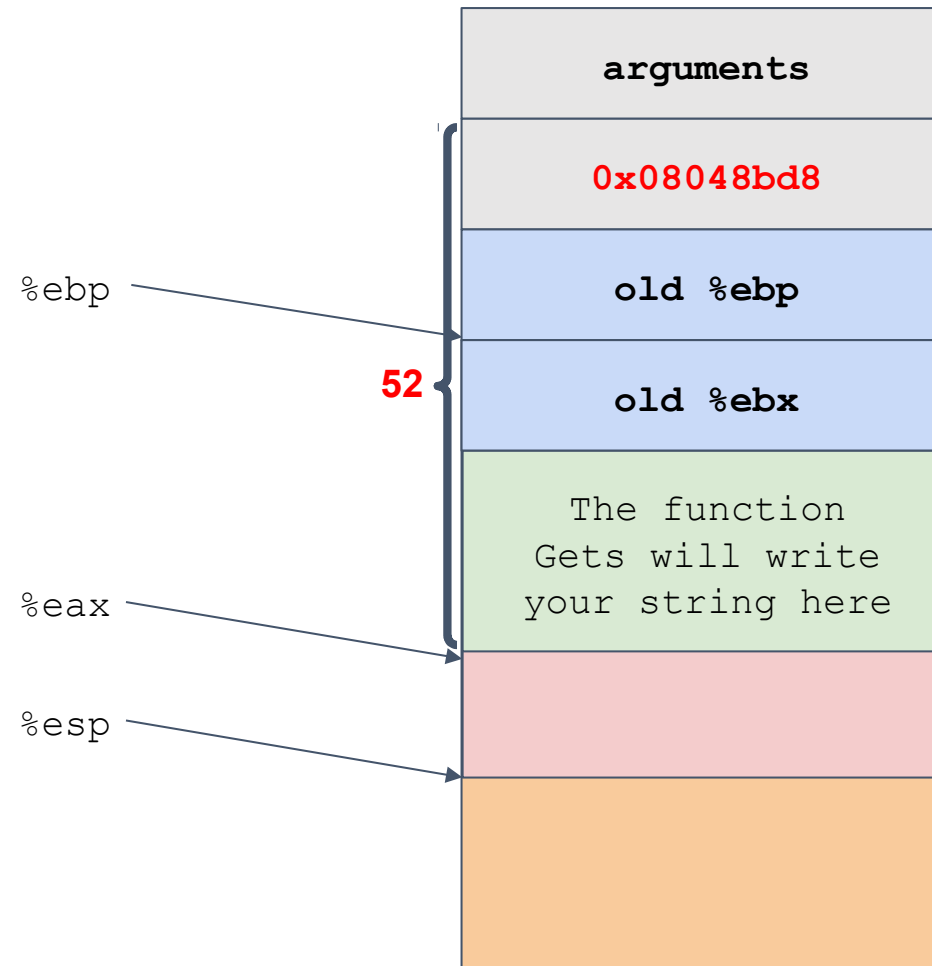 arguments
0x08048bd8
%ebp
old %ebp
52
old %ebx
The function
Gets will write
your string here
%eax
%esp